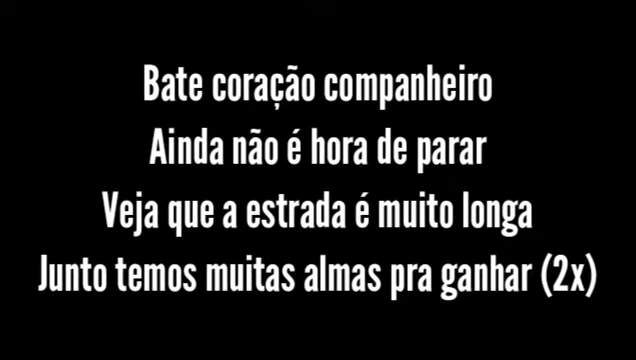 Bate coração companheiro
Ainda não é hora de parar
Veja que a estrada é muito longa
Junto temos muitas almas pra ganhar (2x)